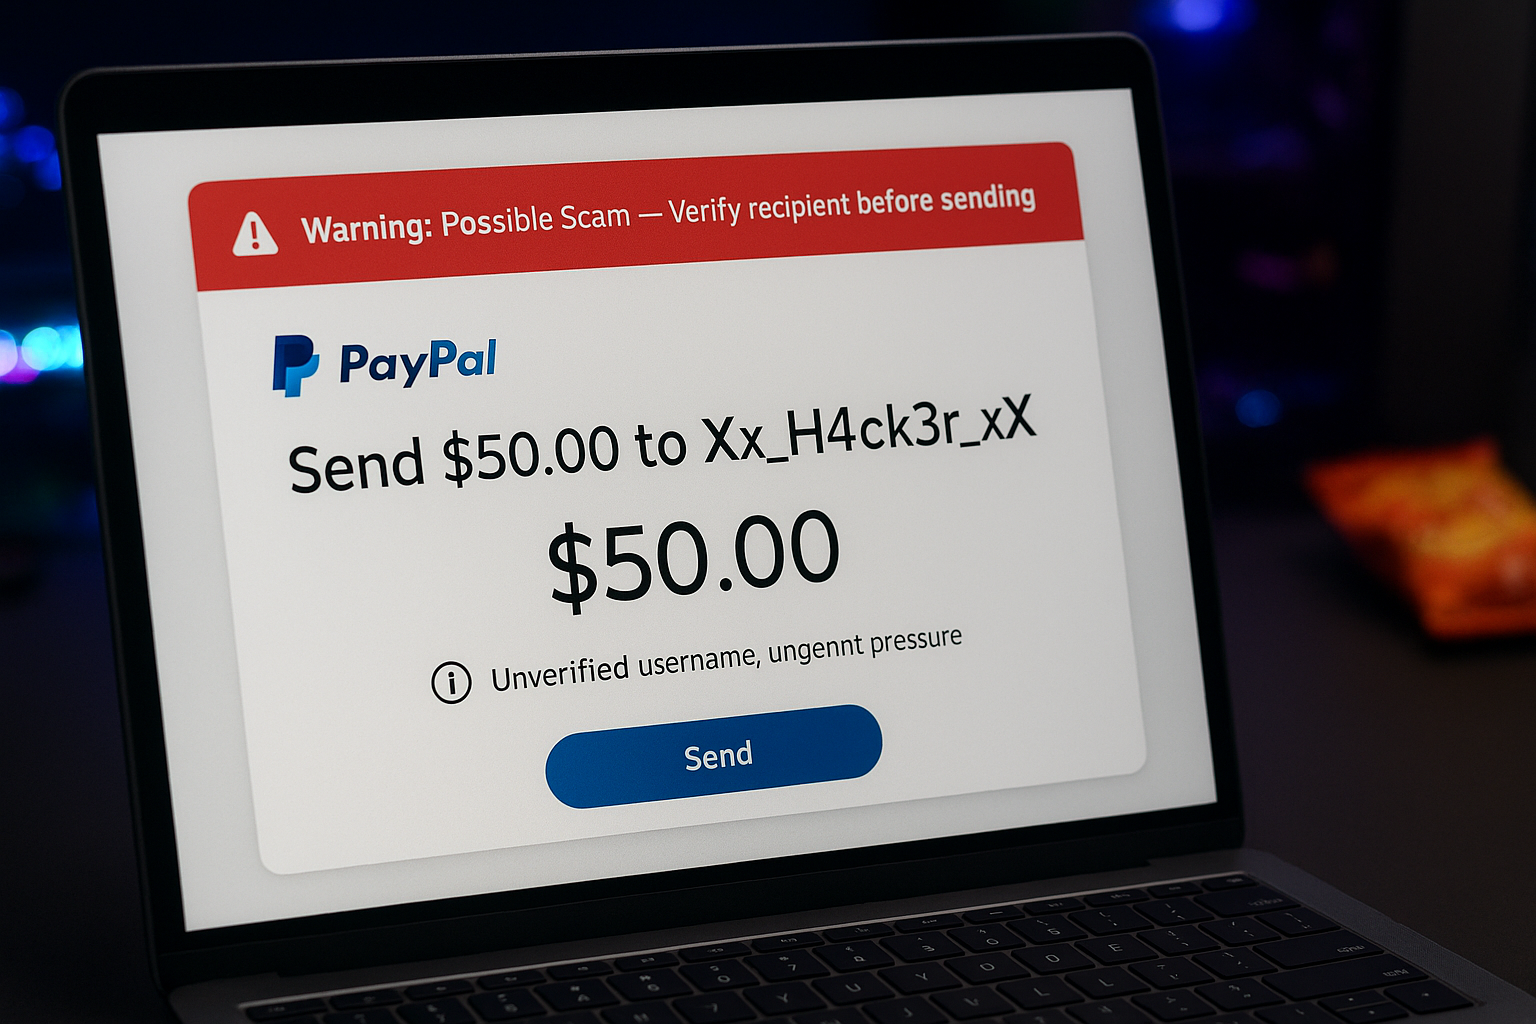 Warning: Possible Scam — Verify recipient before sending
PayPal
Send $50.00 to Xx_H4ck3r_xX
$50.00
Unverified username, ungennt pressure
Send